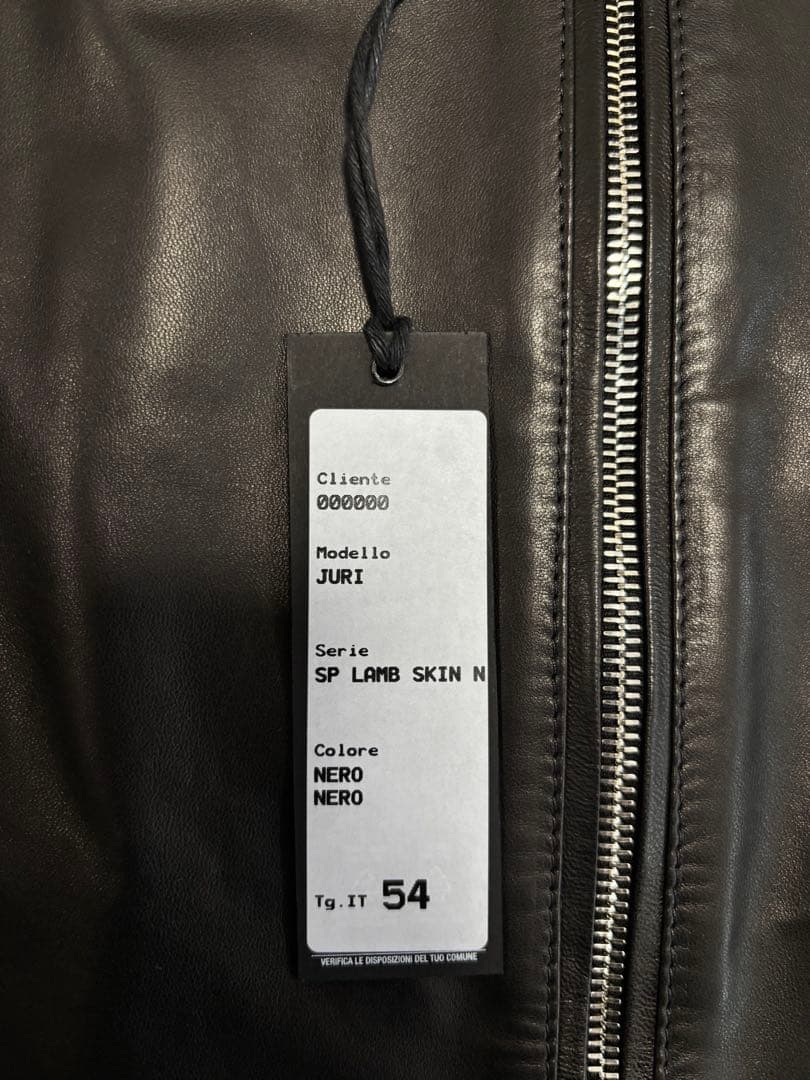 Cliente
000000
Modello
JURI
Serie
SP LAMB SKIN N
Colore
NERO
NERO
Tg.IT 54
VERIFICA LE DISPOSIZIONI DEL TUO COMUNE